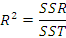 R² = SSR / SST